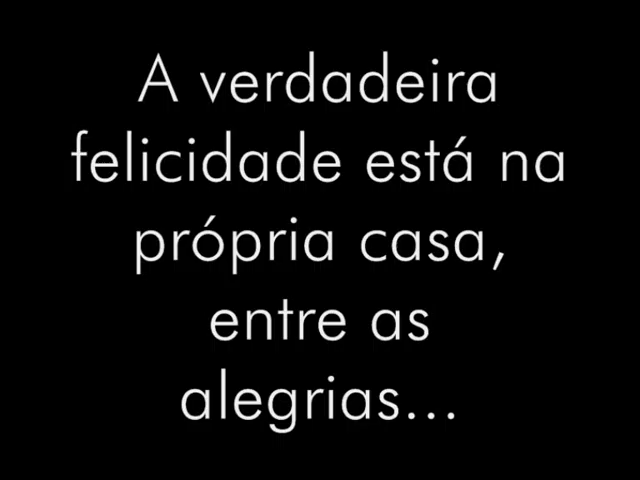 A verdadeira
felicidade está na
própria casa,
entre as
alegrias...